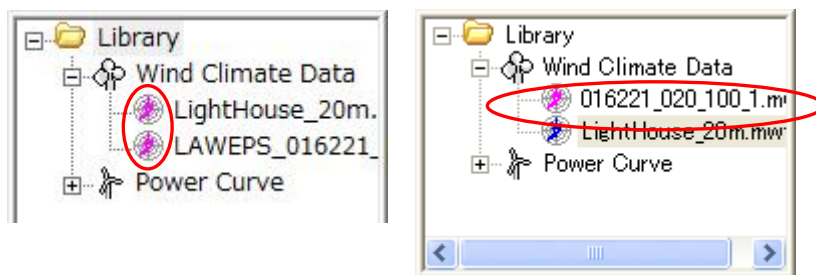 Library
Wind Climate Data
LightHouse_20m.
LAWEPS_016221_
Power Curve
Library
Wind Climate Data
016221_020_100_1.m
LightHouse_20m.mw
Power Curve